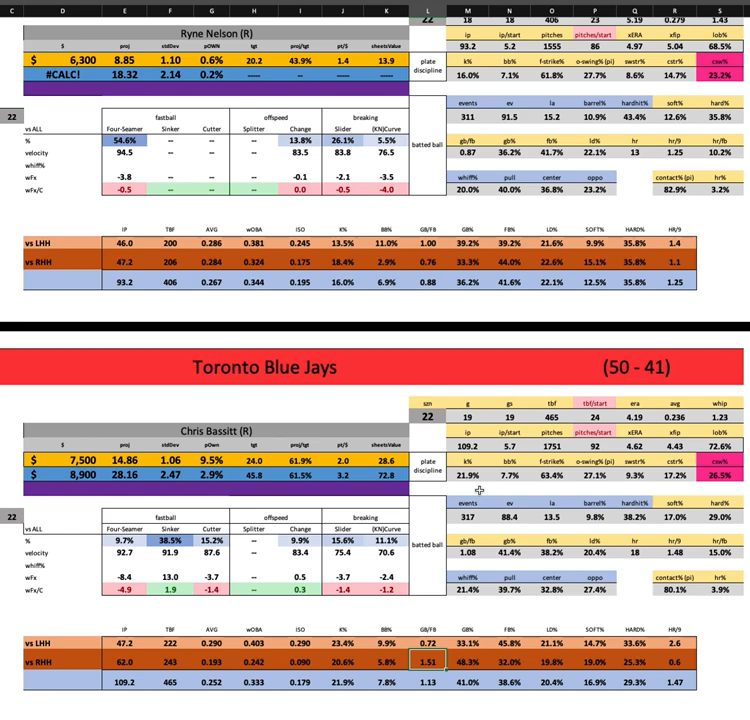 C D E F G H I J K L M N O P Q R S
22 18 18 406 23 5.19 0.279 1.43
Ryne Nelson (R) ip ip/start pitches pitches/start xERA xfip lob%
$ proj stdDev pOWN tgt proj/tgt pt/$ sheetsValue 93.2 5.2 1555 86 4.97 5.04 68.5%
$ 6,300 8.85 1.10 0.6% 20.2 43.9% 1.4 13.9 plate discipline k% bb% f-strike% o-swing% (pi) swstr% cstr% csw%
#CALC! 18.32 2.14 0.2% ----- -- ----- ----- 16.0% 7.1% 61.8% 27.7% 8.6% 14.7% 23.2%
22 fastball offspeed breaking batted ball events ev la barrel% hardhit% soft% hard%
vs ALL Four-Seamer Sinker Cutter Splitter Change Slider (KN)Curve 311 91.5 15.2 10.9% 43.4% 12.6% 35.8%
% 54.6% -- -- -- 13.8% 26.1% 5.5% gb/fb gb% fb% ld% hr hr/9 hr/fb
velocity 94.5 -- -- -- 83.5 83.8 76.5 0.87 36.2% 41.7% 22.1% 13 1.25 10.2%
whiff%
wFx -3.8 -- -- -- -0.1 -2.1 -3.5 whiff% pull center oppo contact% (pi) hr%
wFx/C -0.5 -- -- -- 0.0 -0.5 -4.0 20.0% 40.0% 36.8% 23.2% 82.9% 3.2%
IP TBF AVG wOBA ISO K% BB% GB/FB GB% FB% LD% SOFT% HARD% HR/9
vs LHH 46.0 200 0.286 0.381 0.245 13.5% 11.0% 1.00 39.2% 39.2% 21.6% 9.9% 35.8% 1.4
vs RHH 47.2 206 0.284 0.324 0.175 18.4% 2.9% 0.76 33.3% 44.0% 22.6% 15.1% 35.8% 1.1
93.2 406 0.267 0.344 0.195 16.0% 6.9% 0.88 36.2% 41.6% 22.1% 12.5% 35.8% 1.25
Toronto Blue Jays (50 - 41)
szn g gs tbf tbf/start era avg whip
22 19 19 465 24 4.19 0.236 1.23
Chris Bassitt (R) ip ip/start pitches pitches/start xERA xfip lob%
$ proj stdDev pOwn tgt proj/tgt pt/$ sheetsValue 109.2 5.7 1751 92 4.62 4.43 72.6%
$ 7,500 14.86 1.06 9.5% 24.0 61.9% 2.0 28.6 plate discipline k% bb% f-strike% o-swing% (pi) swstr% cstr% csw%
$ 8,900 28.16 2.47 2.9% 45.8 61.5% 3.2 72.8 21.9% 7.7% 63.4% 27.1% 9.3% 17.2% 26.5%
22 fastball offspeed breaking batted ball events ev la barrel% hardhit% soft% hard%
vs ALL Four-Seamer Sinker Cutter Splitter Change Slider (KN)Curve 317 88.4 13.5 9.8% 38.2% 17.0% 29.0%
% 9.7% 38.5% 15.2% 9.9% 15.6% 11.1% gb/fb gb% fb% ld% hr hr/9 hr/fb
velocity 92.7 91.9 87.6 -- 83.4 75.4 70.6 1.08 41.4% 38.2% 20.4% 18 1.48 15.0%
whiff%
wFx -8.4 13.0 -3.7 0.5 -3.7 -2.4 whiff% pull center oppo contact% (pi) hr%
wFx/C -4.9 1.9 -1.4 -- 0.3 -1.4 -1.2 21.4% 39.7% 32.8% 27.4% 80.1% 3.9%
IP TBF AVG wOBA ISO K% BB% GB/FB GB% FB% LD% SOFT% HARD% HR/9
vs LHH 47.2 222 0.290 0.403 0.290 23.4% 9.9% 0.72 33.1% 45.8% 21.1% 14.7% 33.6% 2.6
vs RHH 62.0 243 0.193 0.242 0.090 20.6% 5.8% 1.51 48.3% 32.0% 19.8% 19.0% 25.3% 0.6
109.2 465 0.252 0.333 0.179 21.9% 7.8% 1.13 41.0% 38.6% 20.4% 16.9% 29.3% 1.47